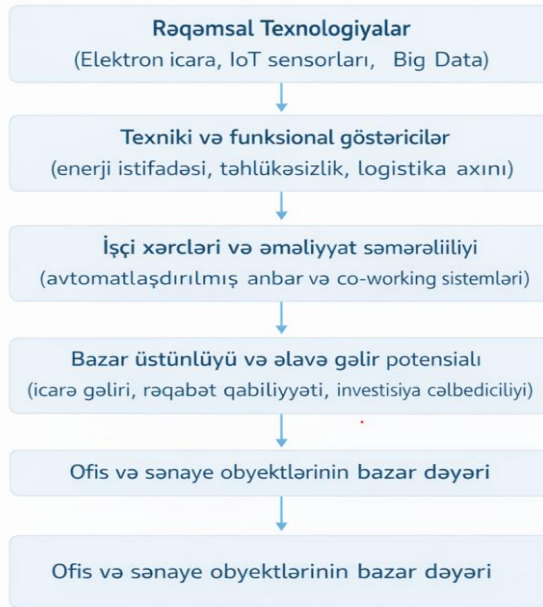 Rəqəmsal Texnologiyalar
(Elektron icara, IoT sensorları, Big Data)
Texniki və funksional göstəricilər
(enerji istifadəsi, təhlükəsizlik, logistika axını)
İşçi xərcləri və əməliyyat səmərəliiliyi
(avtomatlaşdırılmış anbar və co-working sistemləri)
Bazar üstünlüyü və əlavə gəlir potensialı
(icarə gəliri, rəqabət qabiliyyəti, investisiya cəlbediciliyi)
Ofis və sənaye obyektlərinin bazar dəyəri
Ofis və sənaye obyektlərinin bazar dəyəri